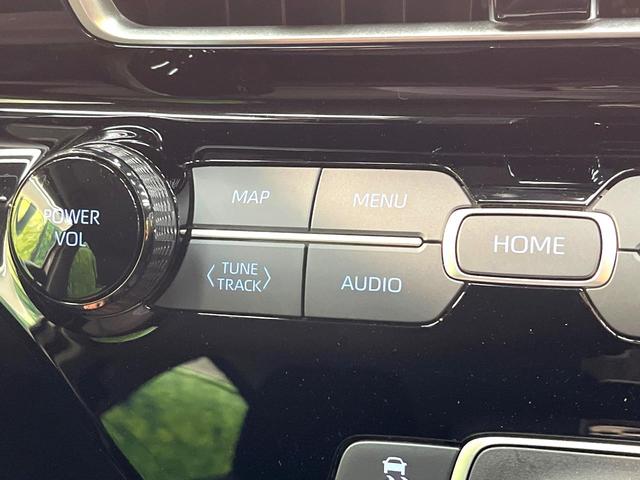 POWER
VOL
MAP
MENU
HOME
〈TUNE
TRACK〉
AUDIO